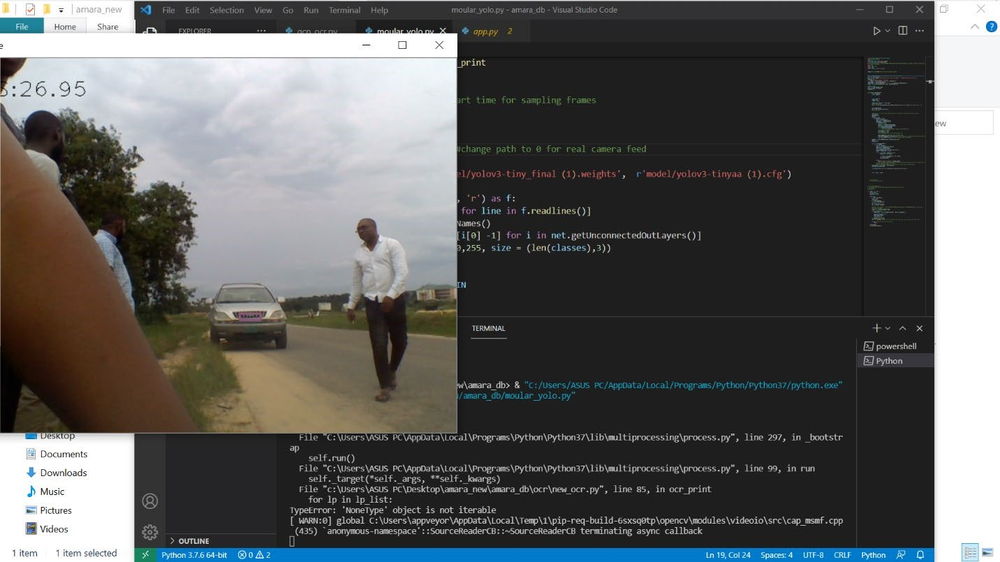 amara_new
File Home Share
File Edit Selection View Go Run Terminal Help
moular_yolo.py - amara_db - Visual Studio Code
EXPLORER
gcp_ocr.py
moular_yolo.py
app.py 2
e
:26.95
_print
art time for sampling frames
#change path to 0 for real camera feed
el/yolov3-tiny_final (1).weights', r'model/yolov3-tinyaa (1).cfg')
, 'r') as f:
for line in f.readlines()]
Names()
[i[0] -1] for i in net.getUnconnectedOutLayers()]
0,255, size = (len(classes),3))
IN
ew
TERMINAL
powershell
Python
ew\amara_db> & "C:/Users/ASUS PC/AppData/Local/Programs/Python/Python37/python.exe"
/amara_db/moular_yolo.py"
File "C:\Users\ASUS PC\AppData\Local\Programs\Python\Python37\lib\multiprocessing\process.py", line 297, in _bootstr
ap
self.run()
File "C:\Users\ASUS PC\AppData\Local\Programs\Python\Python37\lib\multiprocessing\process.py", line 99, in run
self._target(*self._args, **self._kwargs)
File "c:\Users\ASUS PC\Desktop\amara_new\amara_db\ocr\new_ocr.py", line 85, in ocr_print
for lp in lp_list:
TypeError: 'NoneType' object is not iterable
[ WARN:0] global C:\Users\appveyor\AppData\Local\Temp\1\pip-req-build-6sxsq0tp\opencv\modules\videoio\src\cap_msmf.cpp
(435) `anonymous-namespace'::SourceReaderCB::~SourceReaderCB terminating async callback
Desktop
Documents
Downloads
Music
Pictures
Videos
OUTLINE
1 item 1 item selected
Python 3.7.6 64-bit 0 2
Ln 19, Col 24 Spaces: 4 UTF-8 CRLF Python